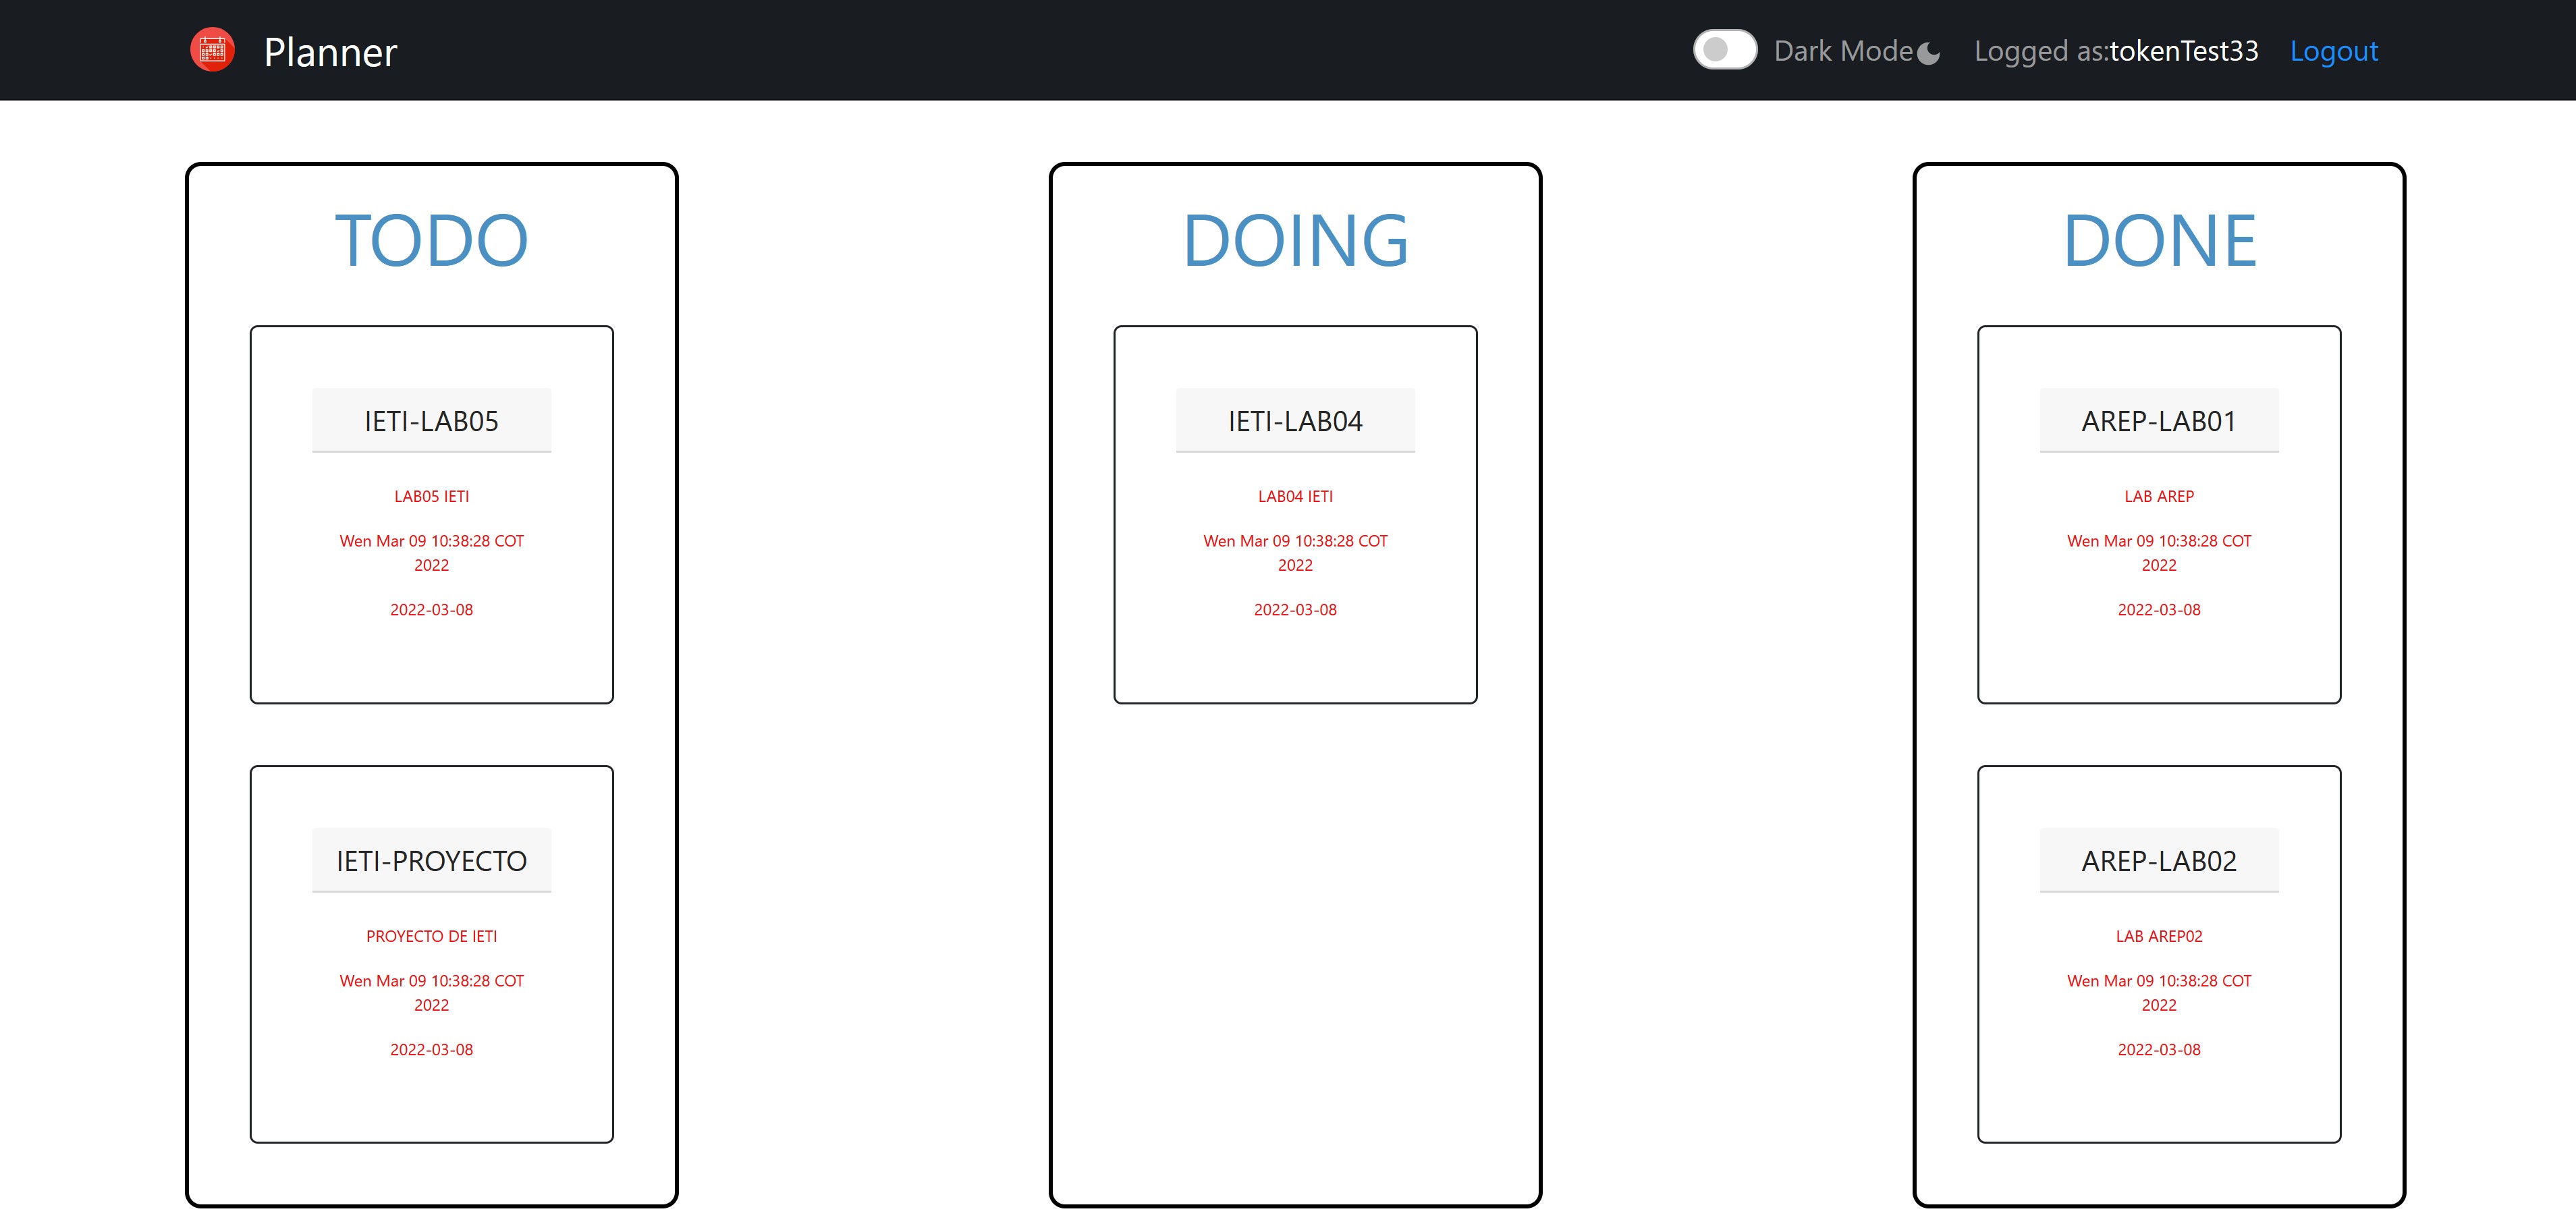 Planner
Dark Mode
Logged as:tokenTest33
Logout
TODO
IETI-LAB05
LAB05 IETI
Wen Mar 09 10:38:28 COT
2022
2022-03-08
IETI-PROYECTO
PROYECTO DE IETI
Wen Mar 09 10:38:28 COT
2022
2022-03-08
DOING
IETI-LAB04
LAB04 IETI
Wen Mar 09 10:38:28 COT
2022
2022-03-08
DONE
AREP-LAB01
LAB AREP
Wen Mar 09 10:38:28 COT
2022
2022-03-08
AREP-LAB02
LAB AREP02
Wen Mar 09 10:38:28 COT
2022
2022-03-08